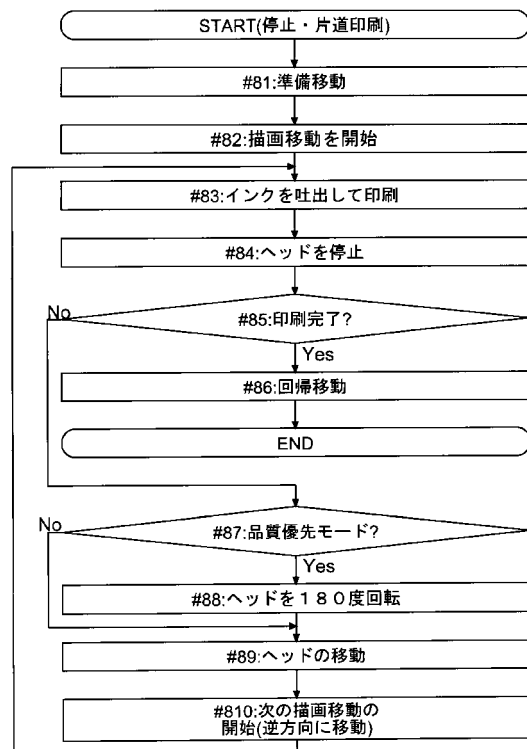 START(停止・片道印刷)
#81:準備移動
#82:描画移動を開始
#83:インクを吐出して印刷
#84:ヘッドを停止
No
#85:印刷完了?
Yes
#86:回帰移動
END
No
#87:品質優先モード?
Yes
#88:ヘッドを180度回転
#89:ヘッドの移動
#810:次の描画移動の
開始(逆方向に移動)